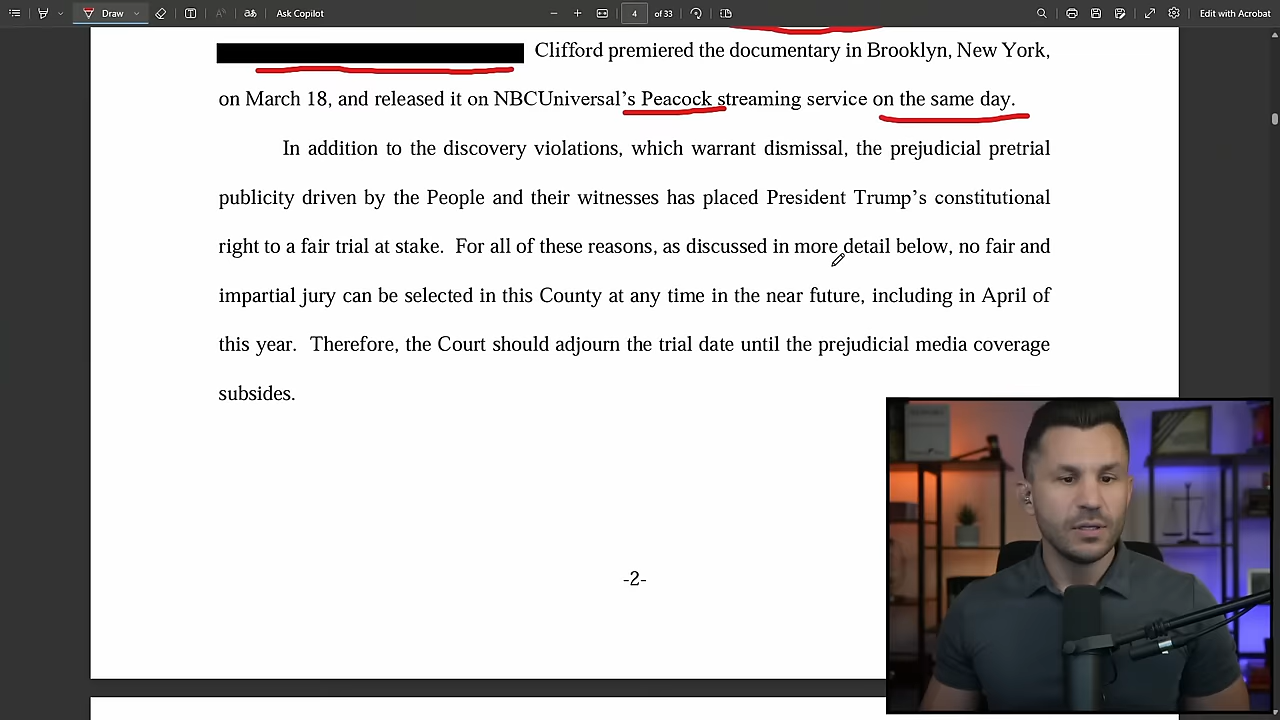 Draw
aあ
Ask Copilot
4 of 33
Edit with Acrobat
Clifford premiered the documentary in Brooklyn, New York,
on March 18, and released it on NBCUniversal's Peacock streaming service on the same day.
In addition to the discovery violations, which warrant dismissal, the prejudicial pretrial
publicity driven by the People and their witnesses has placed President Trump's constitutional
right to a fair trial at stake. For all of these reasons, as discussed in more detail below, no fair and
impartial jury can be selected in this County at any time in the near future, including in April of
this year. Therefore, the Court should adjourn the trial date until the prejudicial media coverage
subsides.
-2-